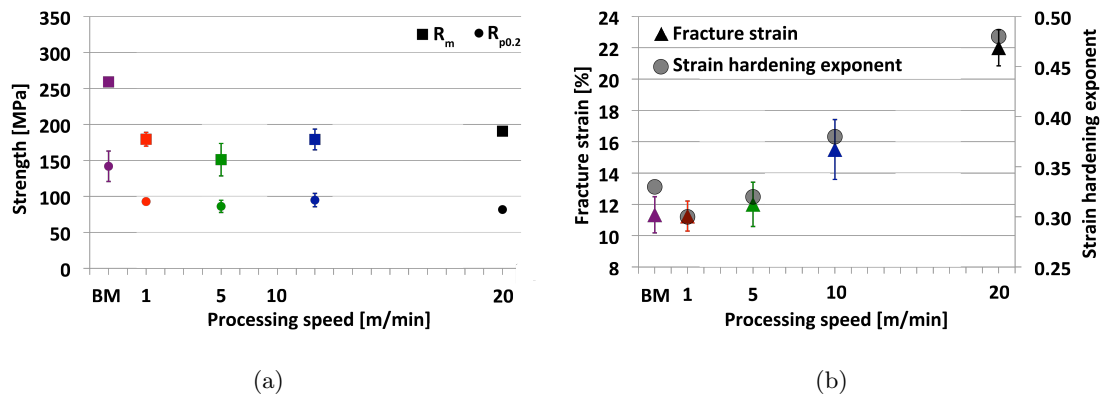 350
300
250
200
150
100
50
0
Strength [MPa]
Rm
Rp0.2
BM 1 5 10 20
Processing speed [m/min]
(a)
24
22
20
18
16
14
12
10
8
Fracture strain [%]
Fracture strain
Strain hardening exponent
0.50
0.45
0.40
0.35
0.30
0.25
Strain hardening exponent
BM 1 5 10 20
Processing speed [m/min]
(b)